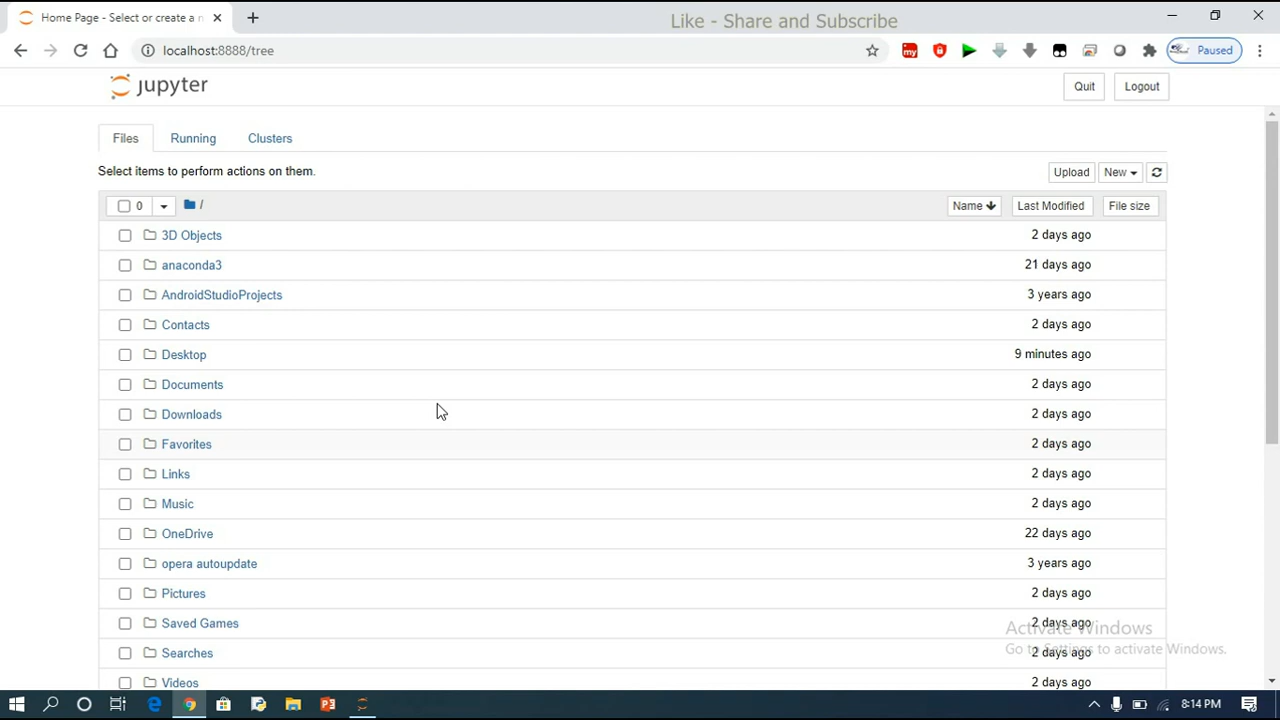 Home Page - Select or create a n
Like - Share and Subscribe
localhost:8888/tree
Paused
jupyter
Quit
Logout
Files
Running
Clusters
Select items to perform actions on them.
Upload
New
0
/
Name
Last Modified
File size
3D Objects
2 days ago
anaconda3
21 days ago
AndroidStudioProjects
3 years ago
Contacts
2 days ago
Desktop
9 minutes ago
Documents
2 days ago
Downloads
2 days ago
Favorites
2 days ago
Links
2 days ago
Music
2 days ago
OneDrive
22 days ago
opera autoupdate
3 years ago
Pictures
2 days ago
Saved Games
2 days ago
Searches
2 days ago
Videos
2 days ago
Activate Windows
Go to Settings to activate Windows.
8:14 PM